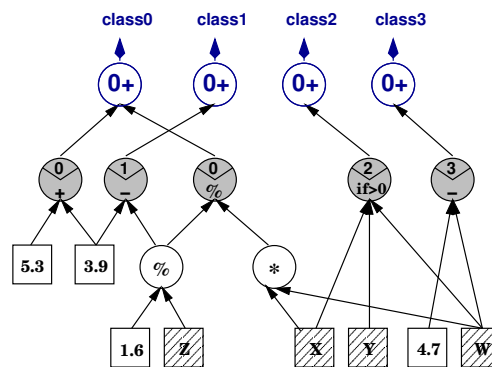 class0 class1 class2 class3
0+ 0+ 0+ 0+
0 1 0 2 3
+ − % if>0 −
5.3 3.9 % *
1.6 Z X Y 4.7 W